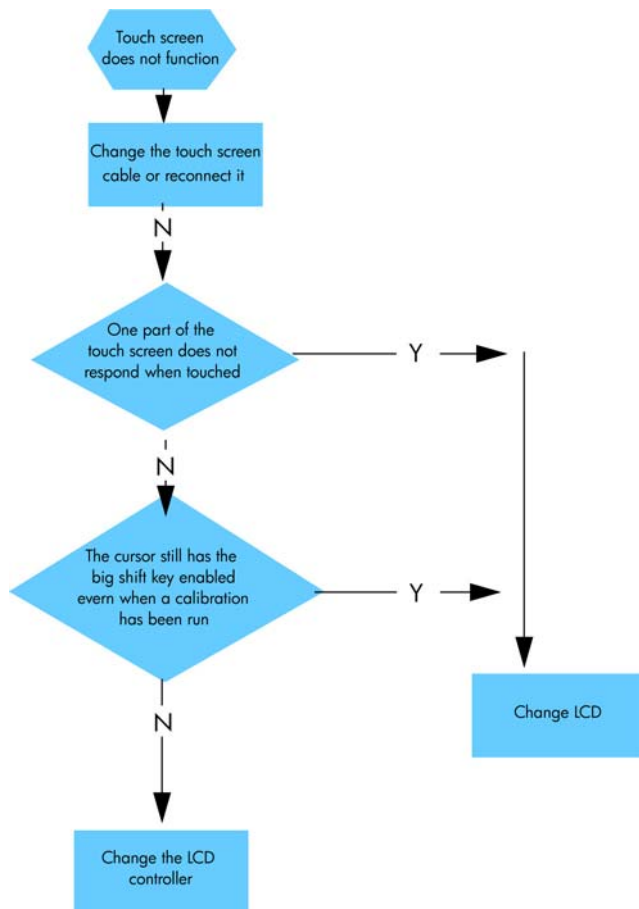 Touch screen
does not function
Change the touch screen
cable or reconnect it
N
One part of the
touch screen does not
respond when touched
Y
N
The cursor still has the
big shift key enabled
evern when a calibration
has been run
Y
N
Change LCD
Change the LCD
controller